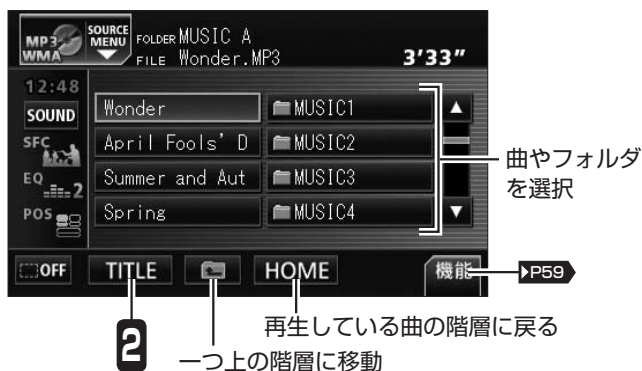 MP3 WMA
SOURCE MENU
FOLDER MUSIC A
FILE Wonder.MP3
3'33"
12:48
SOUND
SFC
EQ 2
POS
Wonder
MUSIC1
April Fools' D
MUSIC2
Summer and Aut
MUSIC3
Spring
MUSIC4
▲
▼
曲やフォルダ
を選択
OFF
TITLE
HOME
機能
▶P59
2
再生している曲の階層に戻る
一つ上の階層に移動